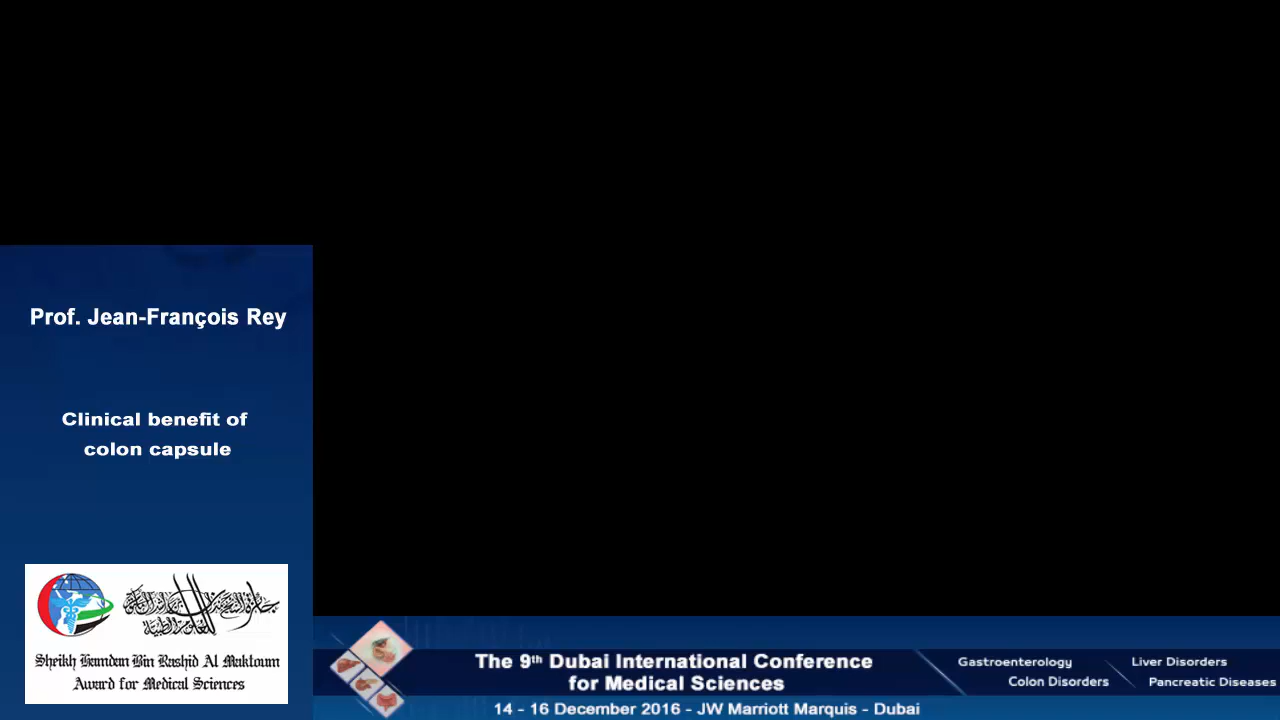 Prof. Jean-François Rey
Clinical benefit of
colon capsule
Sheikh Hamdan Bin Rashid Al Maktoum
Award for Medical Sciences
The 9th Dubai International Conference
for Medical Sciences
14 - 16 December 2016 - JW Marriott Marquis - Dubai
Gastroenterology
Liver Disorders
Colon Disorders
Pancreatic Diseases